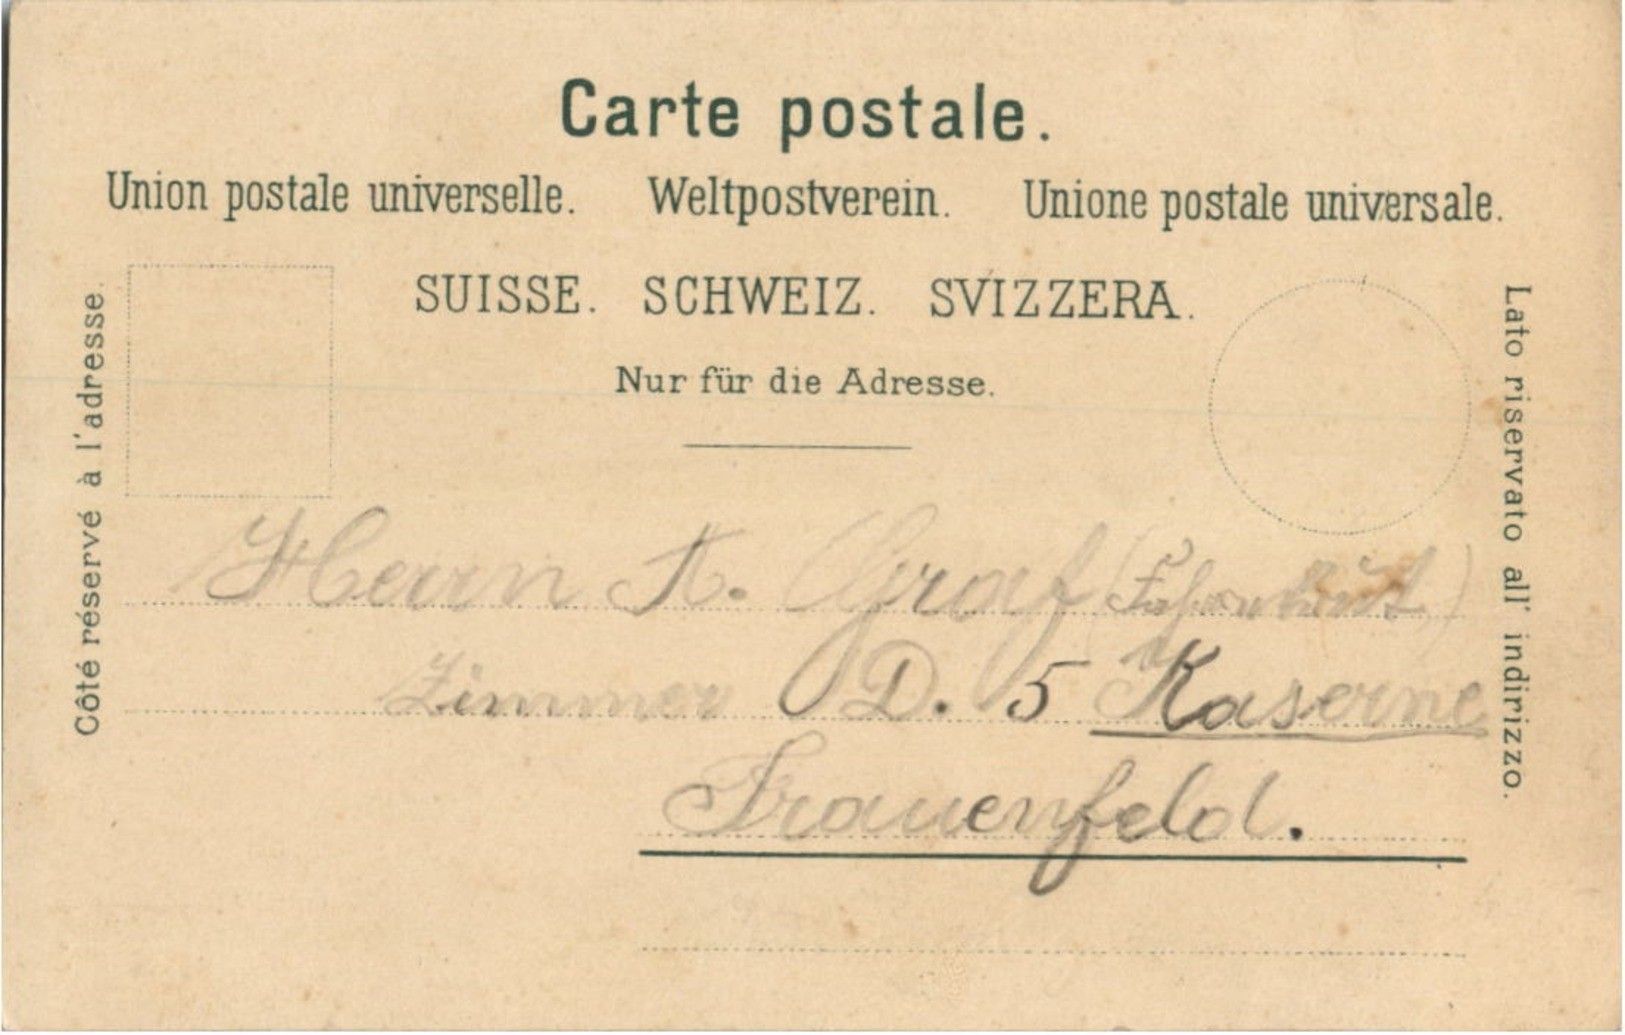 Carte postale.
Union postale universelle. Weltpostverein. Unione postale universale.
SUISSE. SCHWEIZ. SVIZZERA.
Nur für die Adresse.
Côté réservé à l'adresse.
Lato riservato all' indirizzo.
Herrn A. Graf
Zimmer D. 5 Kaserne
Frauenfeld.